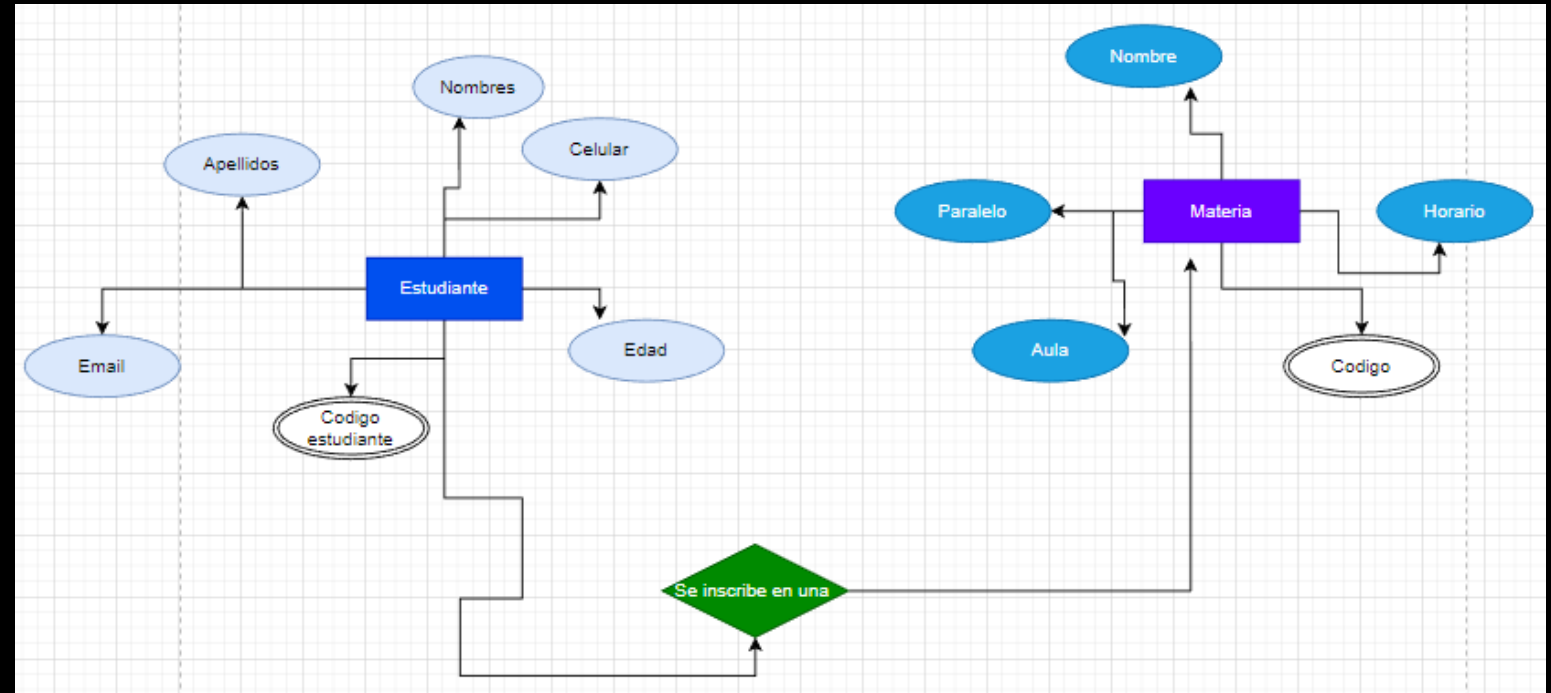 Nombre
Nombres
Celular
Apellidos
Paralelo
Materia
Horario
Estudiante
Edad
Aula
Email
Codigo
Codigo
estudiante
Se inscribe en una